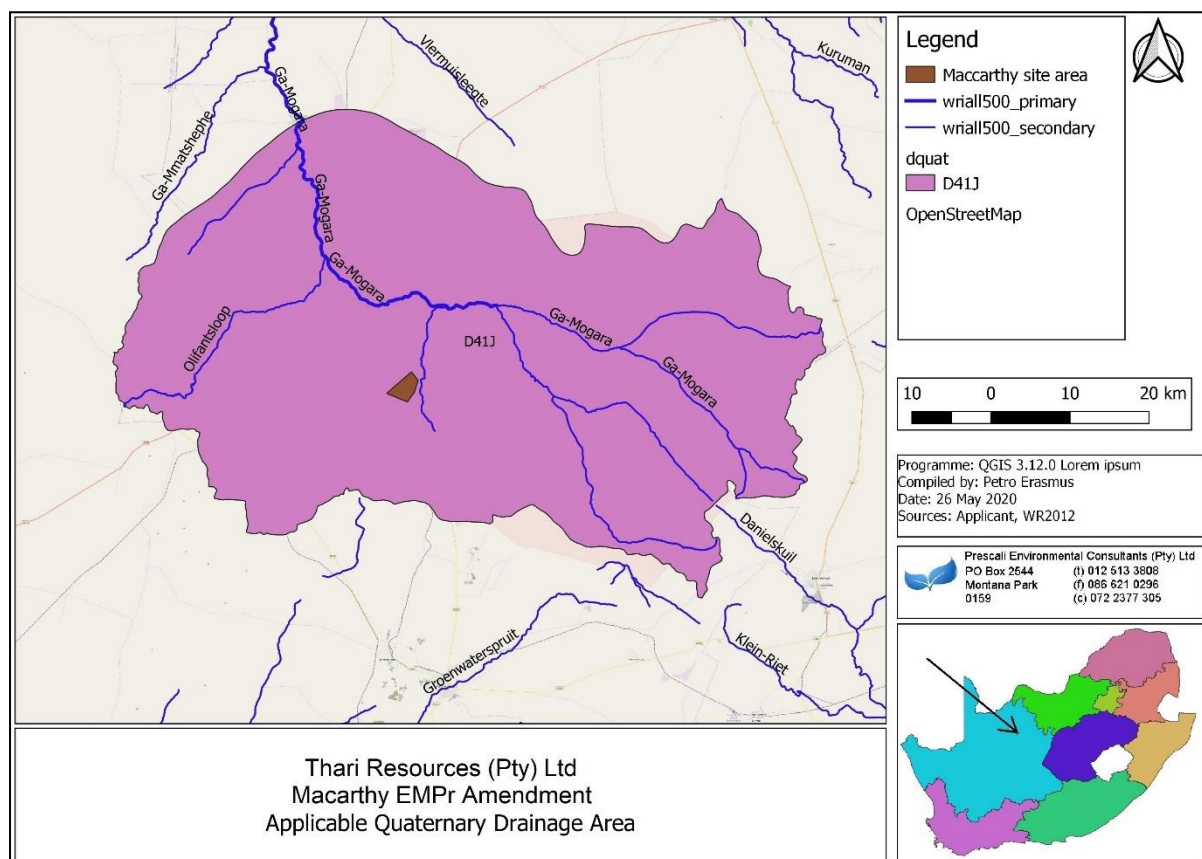 Vlermuisleegte
Kuruman
Ga-Mogara
Ga-Mmatshephe
Ga-Mogara
Ga-Mogara
Ga-Mogara
Olifantsloop
D41J
Ga-Mogara
Danielskuil
Groenwaterspruit
Klein-Riet
Legend
Maccarthy site area
wriall500_primary
wriall500_secondary
dquat
D41J
OpenStreetMap
10 0 10 20 km
Programme: QGIS 3.12.0 Lorem ipsum
Compiled by: Petro Erasmus
Date: 26 May 2020
Sources: Applicant, WR2012
Prescali Environmental Consultants (Pty) Ltd
PO Box 2544 (t) 012 513 3808
Montana Park (f) 086 621 0296
0159 (c) 072 2377 305
Thari Resources (Pty) Ltd
Macarthy EMPr Amendment
Applicable Quaternary Drainage Area